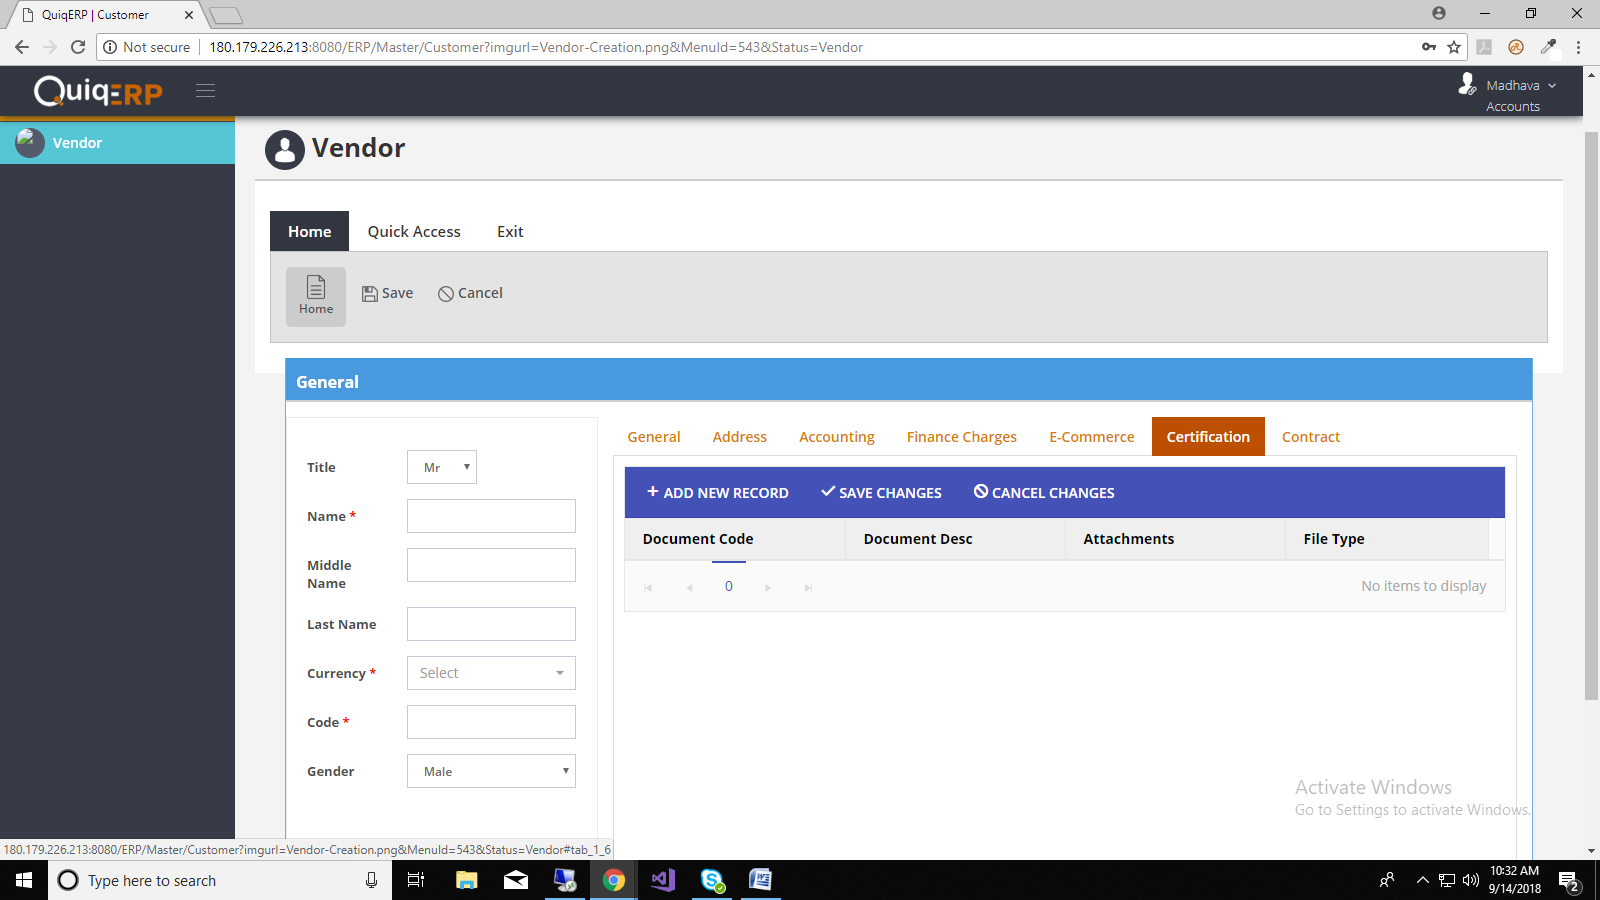 QuiqERP | Customer
Not secure
180.179.226.213:8080/ERP/Master/Customer?imgurl=Vendor-Creation.png&MenuId=543&Status=Vendor
QuiqERP
Madhava
Accounts
Vendor
Vendor
Home
Quick Access
Exit
Home
Save
Cancel
General
General
Address
Accounting
Finance Charges
E-Commerce
Certification
Contract
Title
Mr
Name *
Middle
Name
Last Name
Currency *
Select
Code *
Gender
Male
+ ADD NEW RECORD
SAVE CHANGES
CANCEL CHANGES
Document Code
Document Desc
Attachments
File Type
0
No items to display
Activate Windows
Go to Settings to activate Windows.
180.179.226.213:8080/ERP/Master/Customer?imgurl=Vendor-Creation.png&MenuId=543&Status=Vendor#tab_1_6
Type here to search
10:32 AM
9/14/2018
2